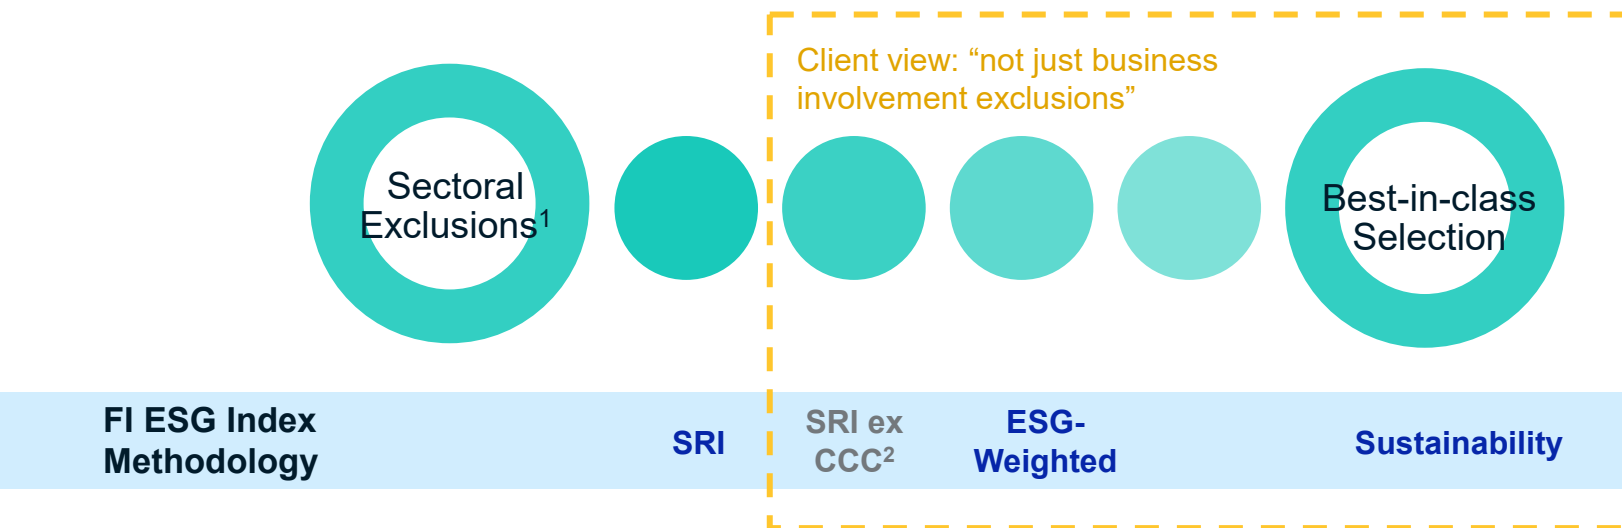 Client view: “not just business
involvement exclusions”
Sectoral
Exclusions¹
Best-in-class
Selection
FI ESG Index
Methodology
SRI
SRI ex
CCC²
ESG-
Weighted
Sustainability